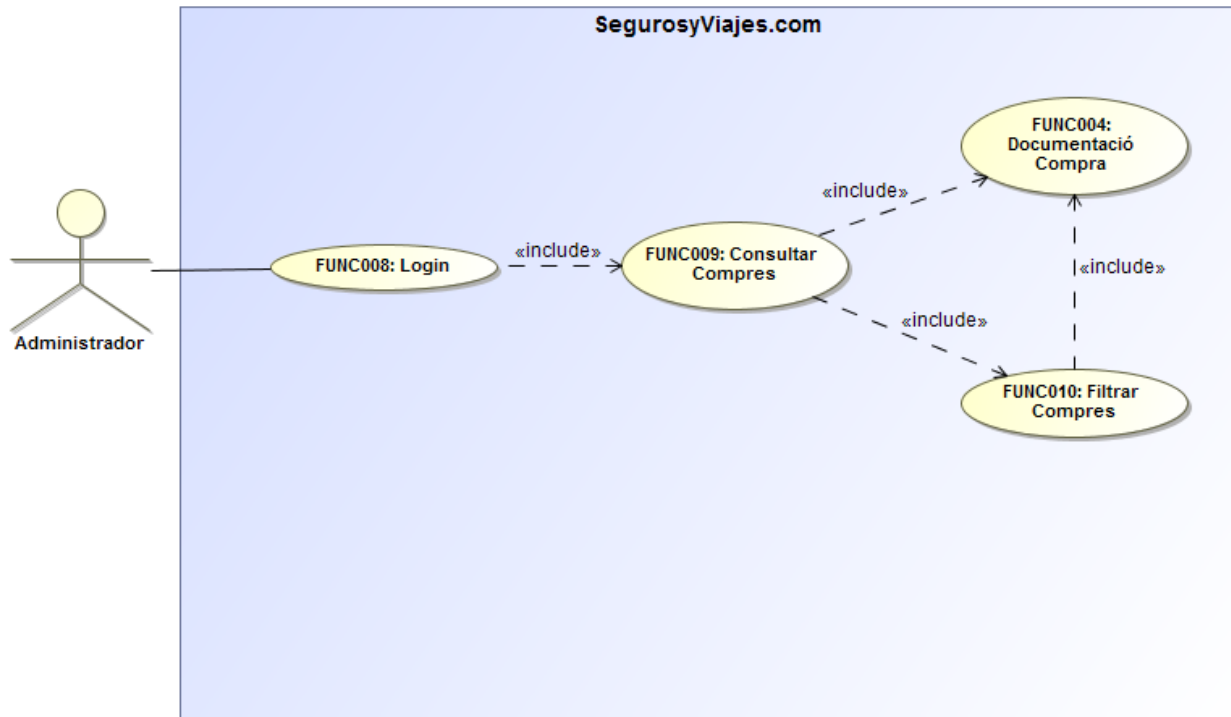 SegurosyViajes.com
FUNC004:
Documentació
Compra
«include»
FUNC008: Login
«include»
FUNC009: Consultar
Compres
«include»
«include»
FUNC010: Filtrar
Compres
Administrador